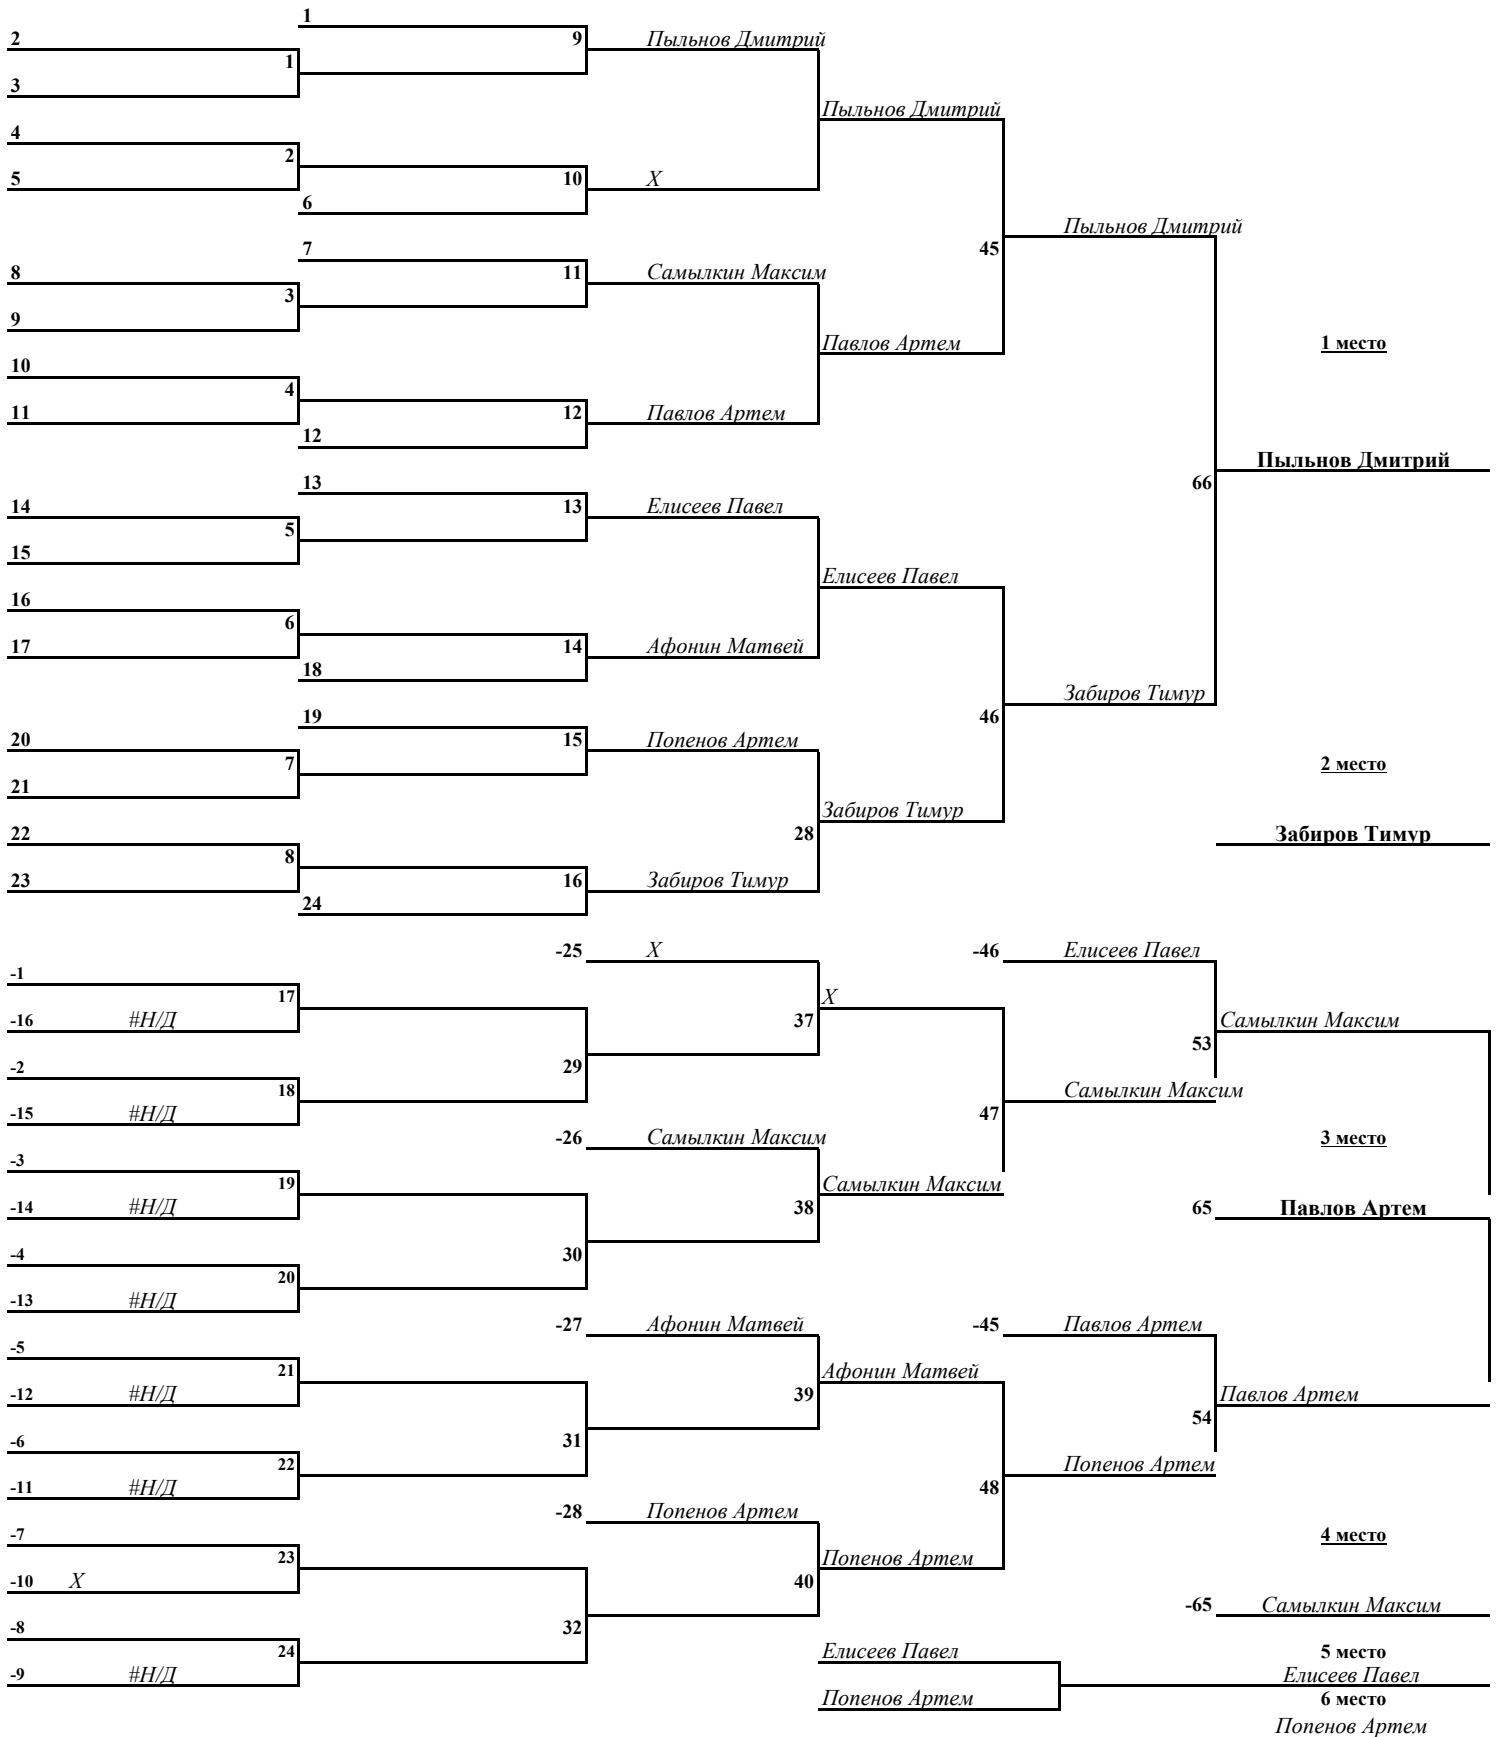 1
2
9 Пыльнов Дмитрий
1
3
Пыльнов Дмитрий
4
2
5
10 Х
6
Пыльнов Дмитрий
7
45
8
11 Самылкин Максим
3
9
Павлов Артем
1 место
10
4
11
12 Павлов Артем
12
Пыльнов Дмитрий
13
66
14
13 Елисеев Павел
5
15
Елисеев Павел
16
6
17
14 Афонин Матвей
18
Забиров Тимур
19
46
20
15 Попенов Артем
7
2 место
21
Забиров Тимур
22
28
Забиров Тимур
8
23
16 Забиров Тимур
24
-25 Х
-46 Елисеев Павел
-1
17
Х
-16 #Н/Д
37
Самылкин Максим
53
-2
29
18
Самылкин Максим
-15 #Н/Д
47
-26 Самылкин Максим
3 место
-3
19
Самылкин Максим
-14 #Н/Д
38
65 Павлов Артем
-4
30
20
-13 #Н/Д
-27 Афонин Матвей
-45 Павлов Артем
-5
21
Афонин Матвей
-12 #Н/Д
39
Павлов Артем
54
-6
31
22
Попенов Артем
-11 #Н/Д
48
-28 Попенов Артем
-7
4 место
23
Попенов Артем
-10 Х
40
-65 Самылкин Максим
-8
32
24
Елисеев Павел
5 место
-9 #Н/Д
Елисеев Павел
Попенов Артем
6 место
Попенов Артем